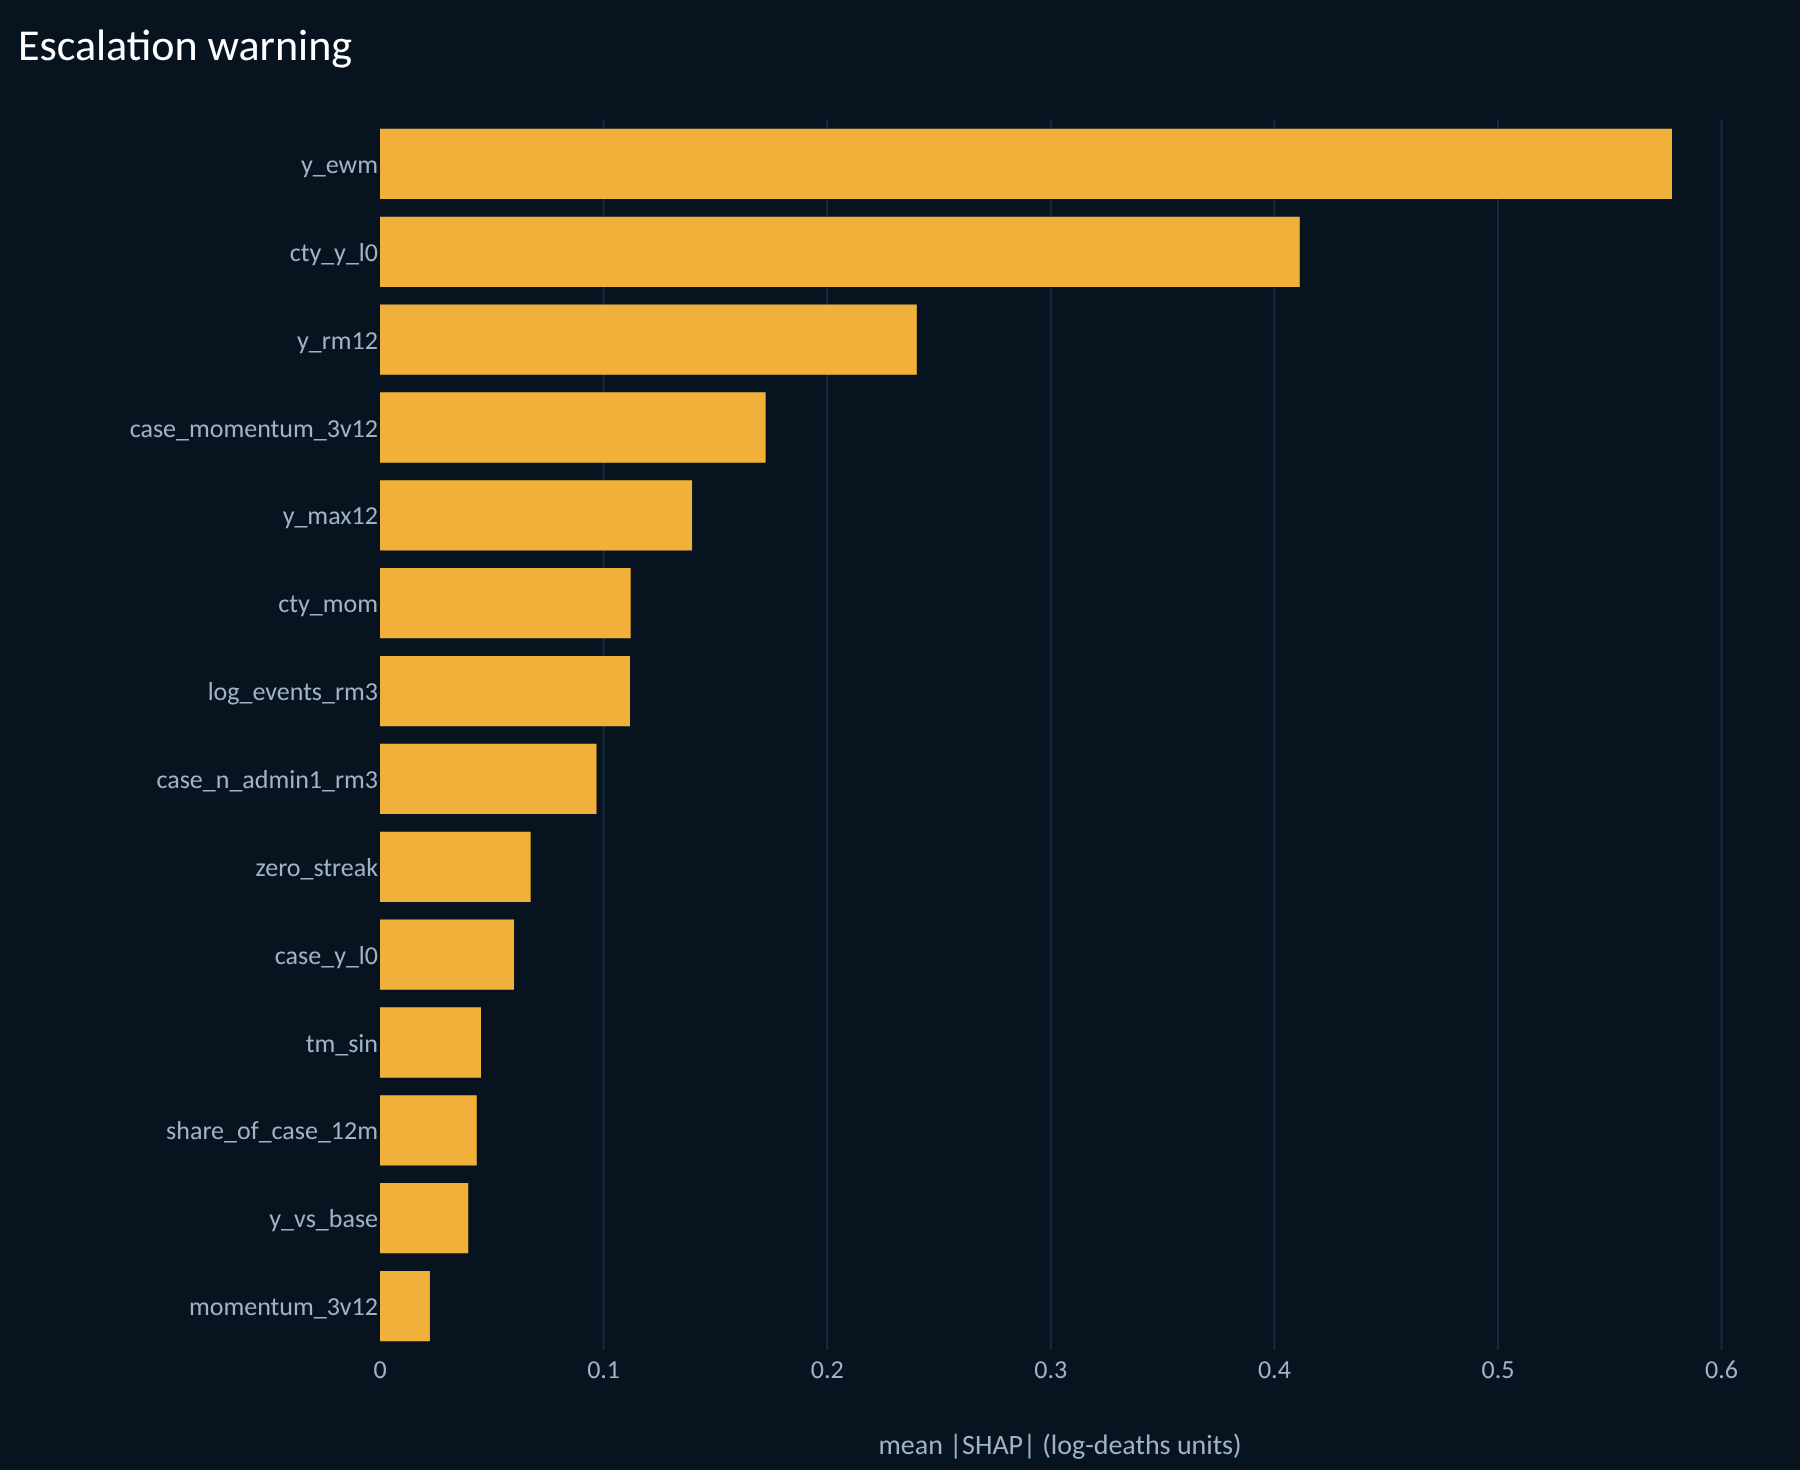 Escalation warning
y_ewm
cty_y_l0
y_rm12
case_momentum_3v12
y_max12
cty_mom
log_events_rm3
case_n_admin1_rm3
zero_streak
case_y_l0
tm_sin
share_of_case_12m
y_vs_base
momentum_3v12
0 0.1 0.2 0.3 0.4 0.5 0.6
mean |SHAP| (log-deaths units)